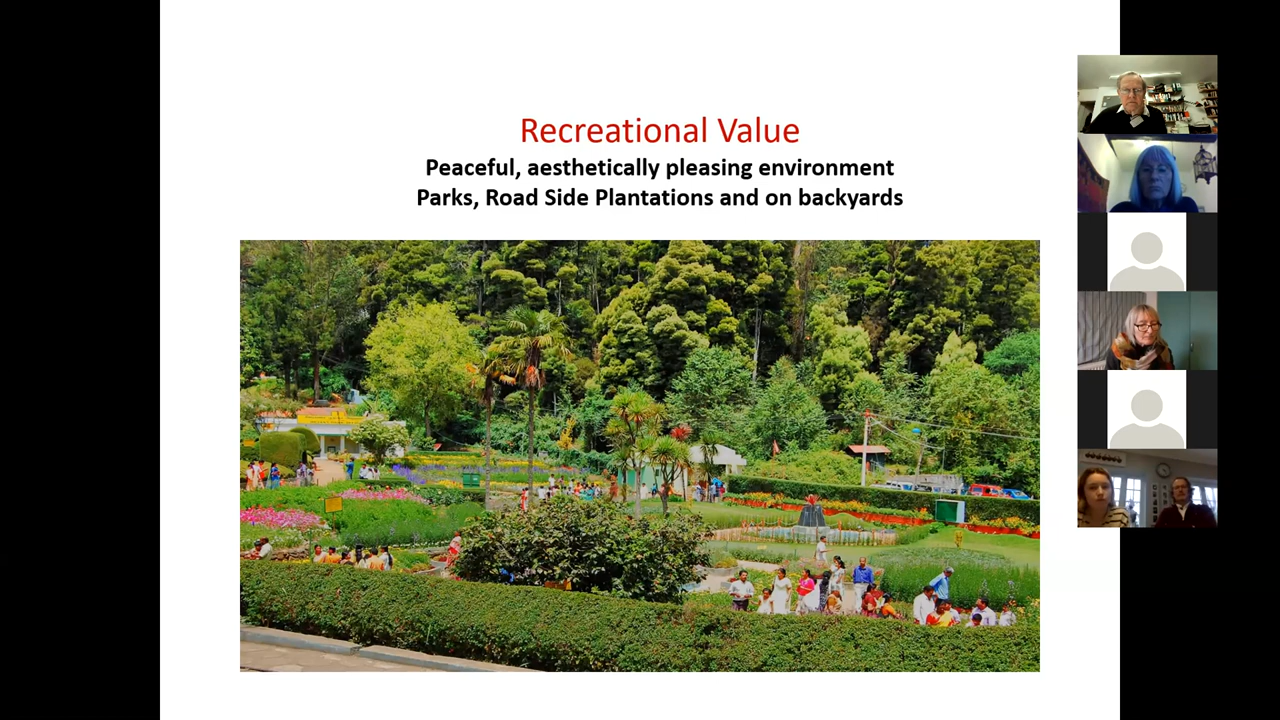 Recreational Value
Peaceful, aesthetically pleasing environment
Parks, Road Side Plantations and on backyards